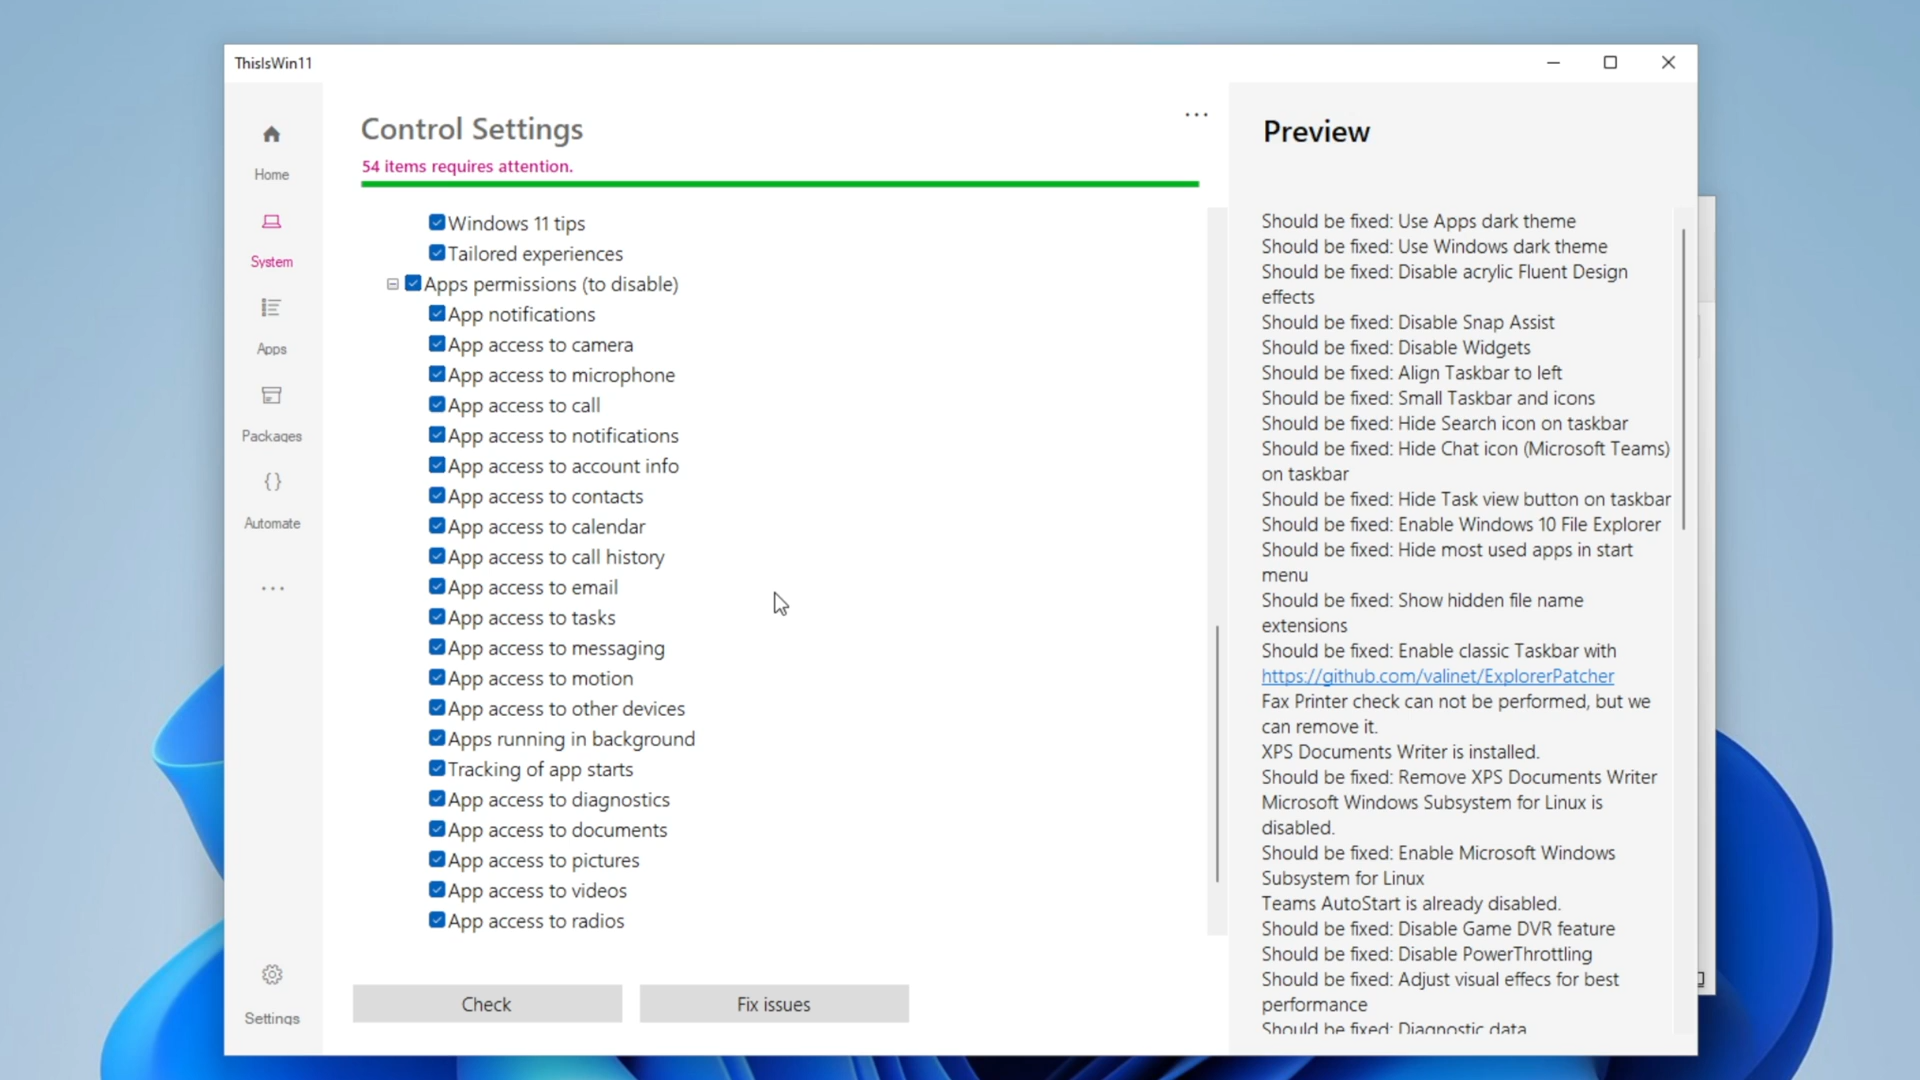 ThisIsWin11
Home
System
Apps
Packages
{}
Automate
...
Settings
Control Settings
...
54 items requires attention.
Windows 11 tips
Tailored experiences
Apps permissions (to disable)
App notifications
App access to camera
App access to microphone
App access to call
App access to notifications
App access to account info
App access to contacts
App access to calendar
App access to call history
App access to email
App access to tasks
App access to messaging
App access to motion
App access to other devices
Apps running in background
Tracking of app starts
App access to diagnostics
App access to documents
App access to pictures
App access to videos
App access to radios
Check
Fix issues
Preview
Should be fixed: Use Apps dark theme
Should be fixed: Use Windows dark theme
Should be fixed: Disable acrylic Fluent Design
effects
Should be fixed: Disable Snap Assist
Should be fixed: Disable Widgets
Should be fixed: Align Taskbar to left
Should be fixed: Small Taskbar and icons
Should be fixed: Hide Search icon on taskbar
Should be fixed: Hide Chat icon (Microsoft Teams)
on taskbar
Should be fixed: Hide Task view button on taskbar
Should be fixed: Enable Windows 10 File Explorer
Should be fixed: Hide most used apps in start
menu
Should be fixed: Show hidden file name
extensions
Should be fixed: Enable classic Taskbar with
https://github.com/valinet/ExplorerPatcher
Fax Printer check can not be performed, but we
can remove it.
XPS Documents Writer is installed.
Should be fixed: Remove XPS Documents Writer
Microsoft Windows Subsystem for Linux is
disabled.
Should be fixed: Enable Microsoft Windows
Subsystem for Linux
Teams AutoStart is already disabled.
Should be fixed: Disable Game DVR feature
Should be fixed: Disable PowerThrottling
Should be fixed: Adjust visual effecs for best
performance
Should be fixed: Diagnostic data